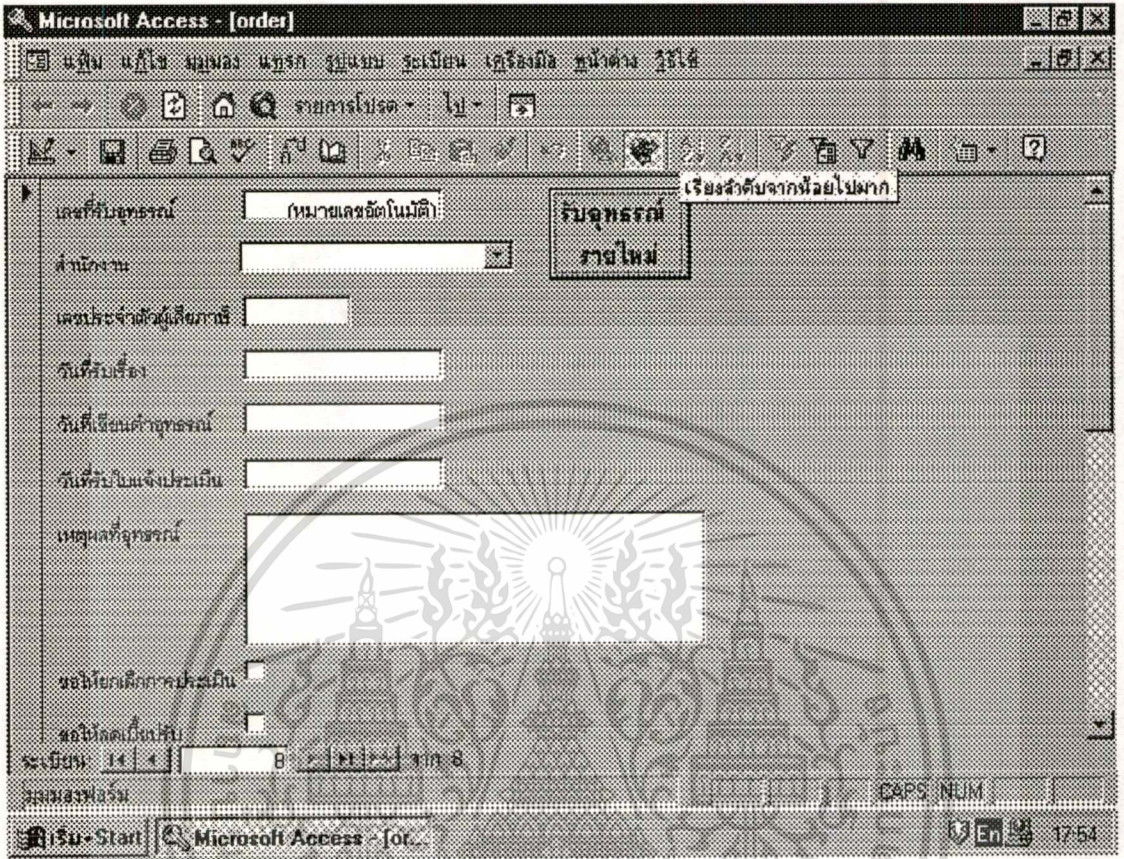 Microsoft Access - [order]
แฟ้ม แก้ไข มุมมอง แทรก รูปแบบ ระเบียน เครื่องมือ หน้าต่าง วิธีใช้
รายการโปรด ไป
เรียงลำดับจากน้อยไปมาก
เลขที่รับอุทธรณ์ (หมายเลขอัตโนมัติ) รับอุทธรณ์
รายใหม่
สำนักงาน
เลขประจำตัวผู้เสียภาษี
วันที่รับเรื่อง
วันที่เขียนคำอุทธรณ์
วันที่รับใบแจ้งประเมิน
เหตุผลที่อุทธรณ์
ขอให้ยกเลิกการประเมิน
ขอให้ลดเบี้ยปรับ
ระเบียน: 8 จาก 8
มุมมองฟอร์ม CAPS NUM
เริ่ม-Start Microsoft Access - [or... En 17:54